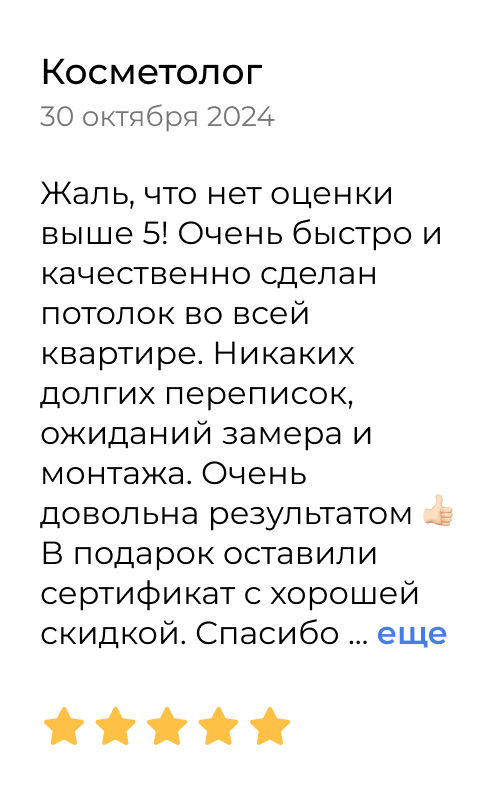 Косметолог
30 октября 2024
Жаль, что нет оценки
выше 5! Очень быстро и
качественно сделан
потолок во всей
квартире. Никаких
долгих переписок,
ожиданий замера и
монтажа. Очень
довольна результатом 👍🏻
В подарок оставили
сертификат с хорошей
скидкой. Спасибо ... еще